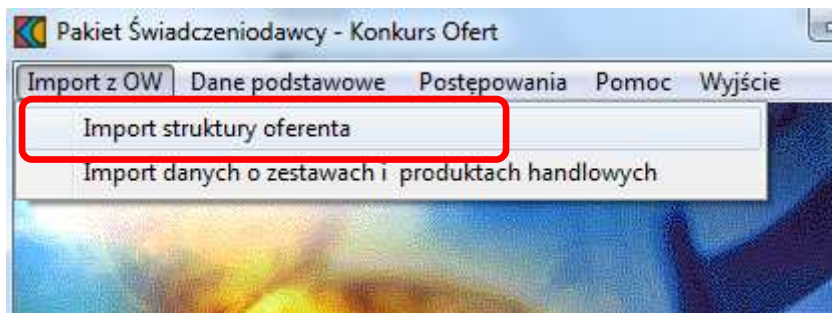 Pakiet Świadczeniodawcy - Konkurs Ofert
Import z OW Dane podstawowe Postępowania Pomoc Wyjście
Import struktury oferenta
Import danych o zestawach i produktach handlowych